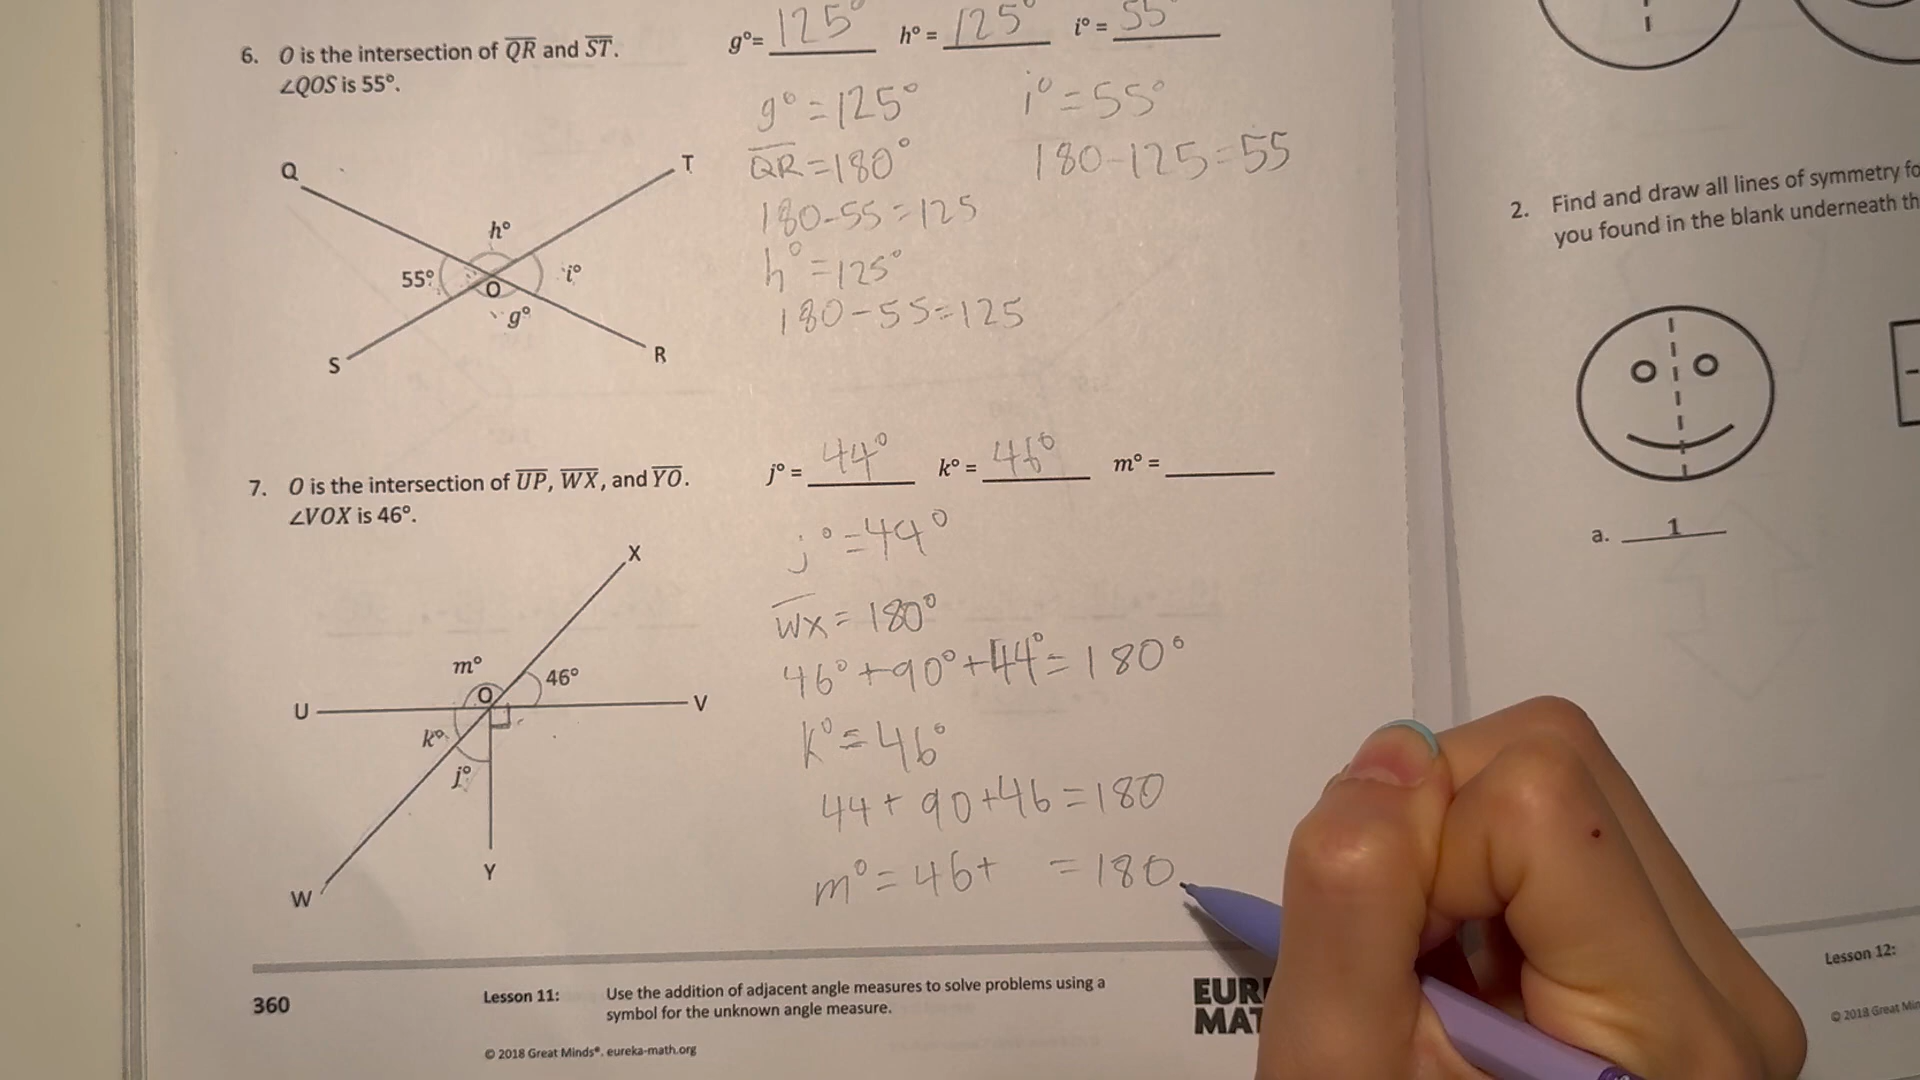 6. O is the intersection of QR and ST.
∠QOS is 55°.
g°= 125° h° = 125° i° = 55°
g° = 125°
QR = 180°
180-55=125
h° = 125°
180-55=125
i° = 55°
180-125=55
Q
T
h°
55°
O
i°
g°
S
R
7. O is the intersection of UP, WX, and YO.
∠VOX is 46°.
j° = 44° k° = 46° m° =
j° = 44°
WX = 180°
46° + 90° + 44° = 180°
k° = 46°
44 + 90 + 46 = 180
m° = 46+ = 180
X
m°
46°
O
U
V
k°
j°
Y
W
360
Lesson 11: Use the addition of adjacent angle measures to solve problems using a
symbol for the unknown angle measure.
© 2018 Great Minds®. eureka-math.org
2. Find and draw all lines of symmetry
you found in the blank underneath
a. 1
Lesson 12:
© 2018 Great